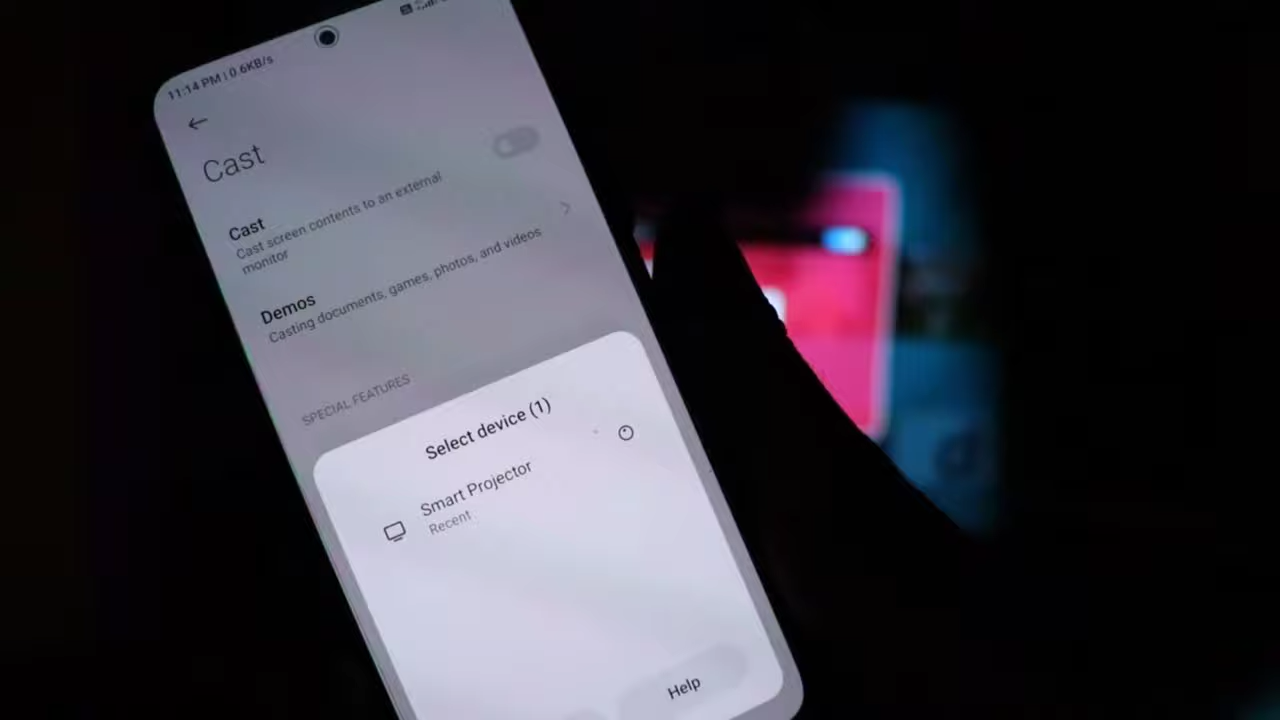 11:14 PM | 0.6KB/s
Cast
Cast
Cast screen contents to an external
monitor
Demos
Casting documents, games, photos, and videos
SPECIAL FEATURES
Select device (1)
Smart Projector
Recent
Help